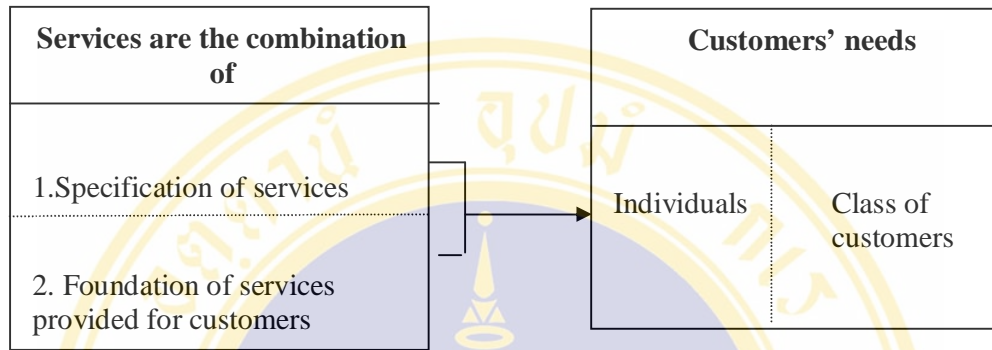 Services are the combination
of
1.Specification of services
2. Foundation of services
provided for customers
Customers' needs
Individuals
Class of
customers